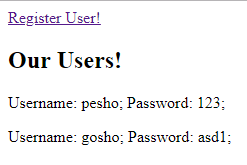 Register User!
Our Users!
Username: pesho; Password: 123;
Username: gosho; Password: asd1;